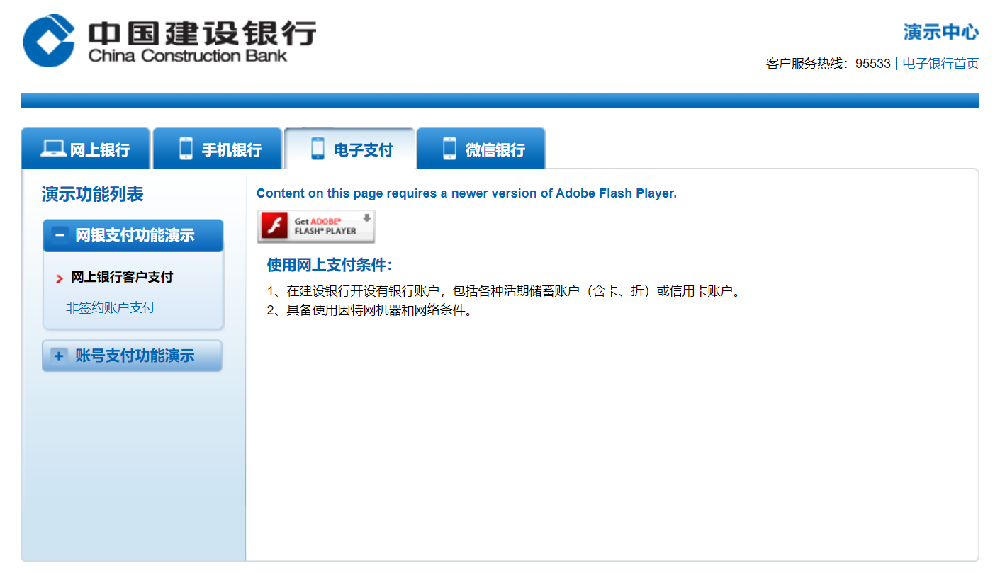 中国建设银行
China Construction Bank
演示中心
客户服务热线：95533 | 电子银行首页
网上银行
手机银行
电子支付
微信银行
演示功能列表
网银支付功能演示
网上银行客户支付
非签约账户支付
账号支付功能演示
Content on this page requires a newer version of Adobe Flash Player.
Get ADOBE®
FLASH® PLAYER
使用网上支付条件：
1、在建设银行开设有银行账户，包括各种活期储蓄账户（含卡、折）或信用卡账户。
2、具备使用因特网机器和网络条件。